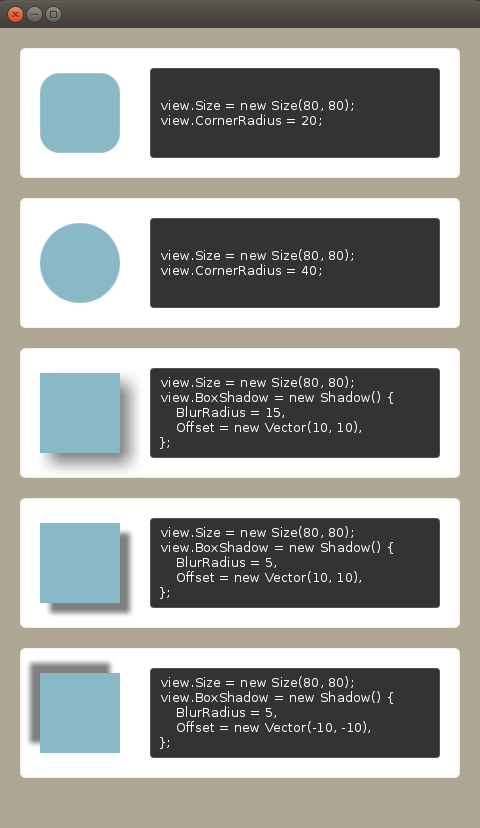 view.Size = new Size(80, 80);
view.CornerRadius = 20;
view.Size = new Size(80, 80);
view.CornerRadius = 40;
view.Size = new Size(80, 80);
view.BoxShadow = new Shadow() {
    BlurRadius = 15,
    Offset = new Vector(10, 10),
};
view.Size = new Size(80, 80);
view.BoxShadow = new Shadow() {
    BlurRadius = 5,
    Offset = new Vector(10, 10),
};
view.Size = new Size(80, 80);
view.BoxShadow = new Shadow() {
    BlurRadius = 5,
    Offset = new Vector(-10, -10),
};